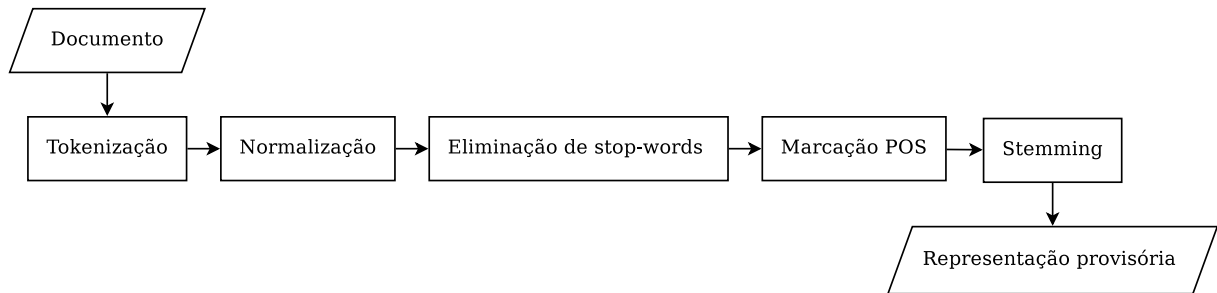 Documento
Tokenização
Normalização
Eliminação de stop-words
Marcação POS
Stemming
Representação provisória